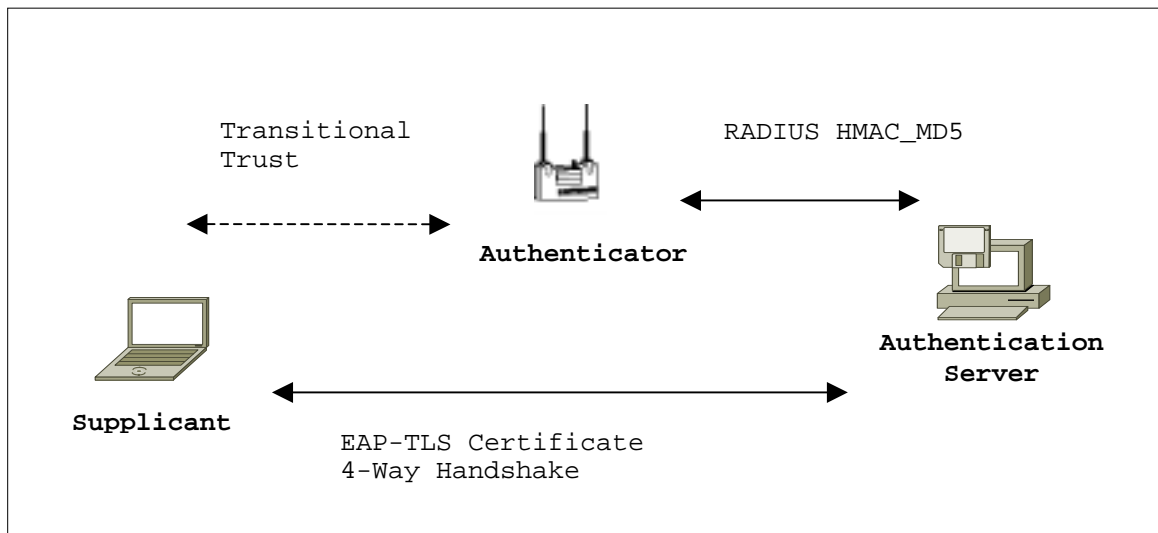 Transitional
Trust
RADIUS HMAC_MD5
Authenticator
Authentication
Server
Supplicant
EAP-TLS Certificate
4-Way Handshake